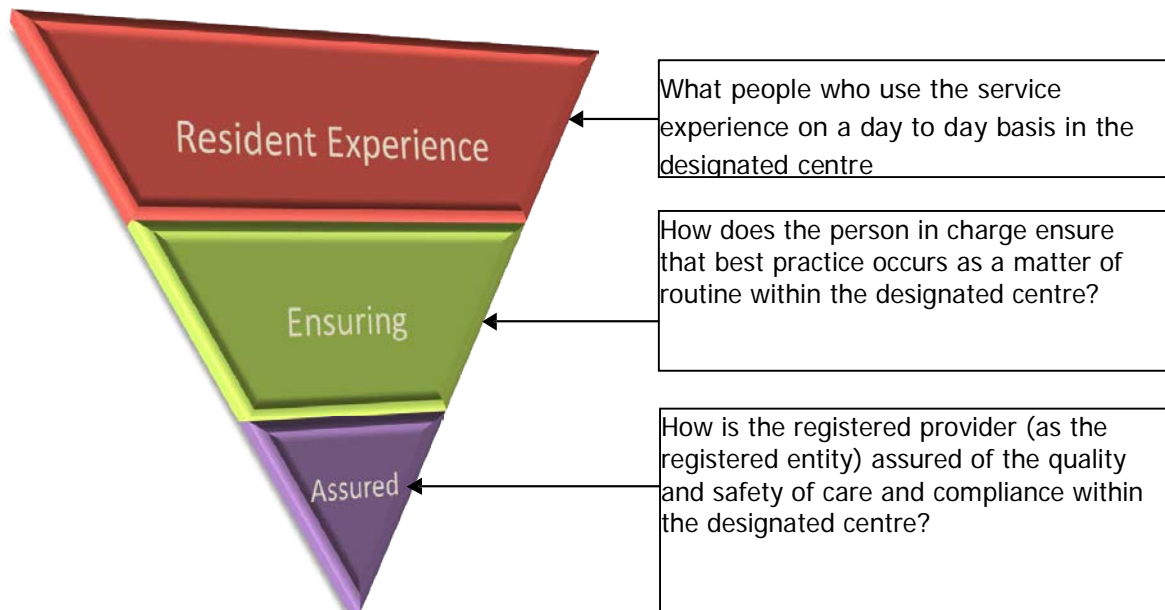 Resident Experience
What people who use the service
experience on a day to day basis in the
designated centre
Ensuring
How does the person in charge ensure
that best practice occurs as a matter of
routine within the designated centre?
Assured
How is the registered provider (as the
registered entity) assured of the quality
and safety of care and compliance within
the designated centre?